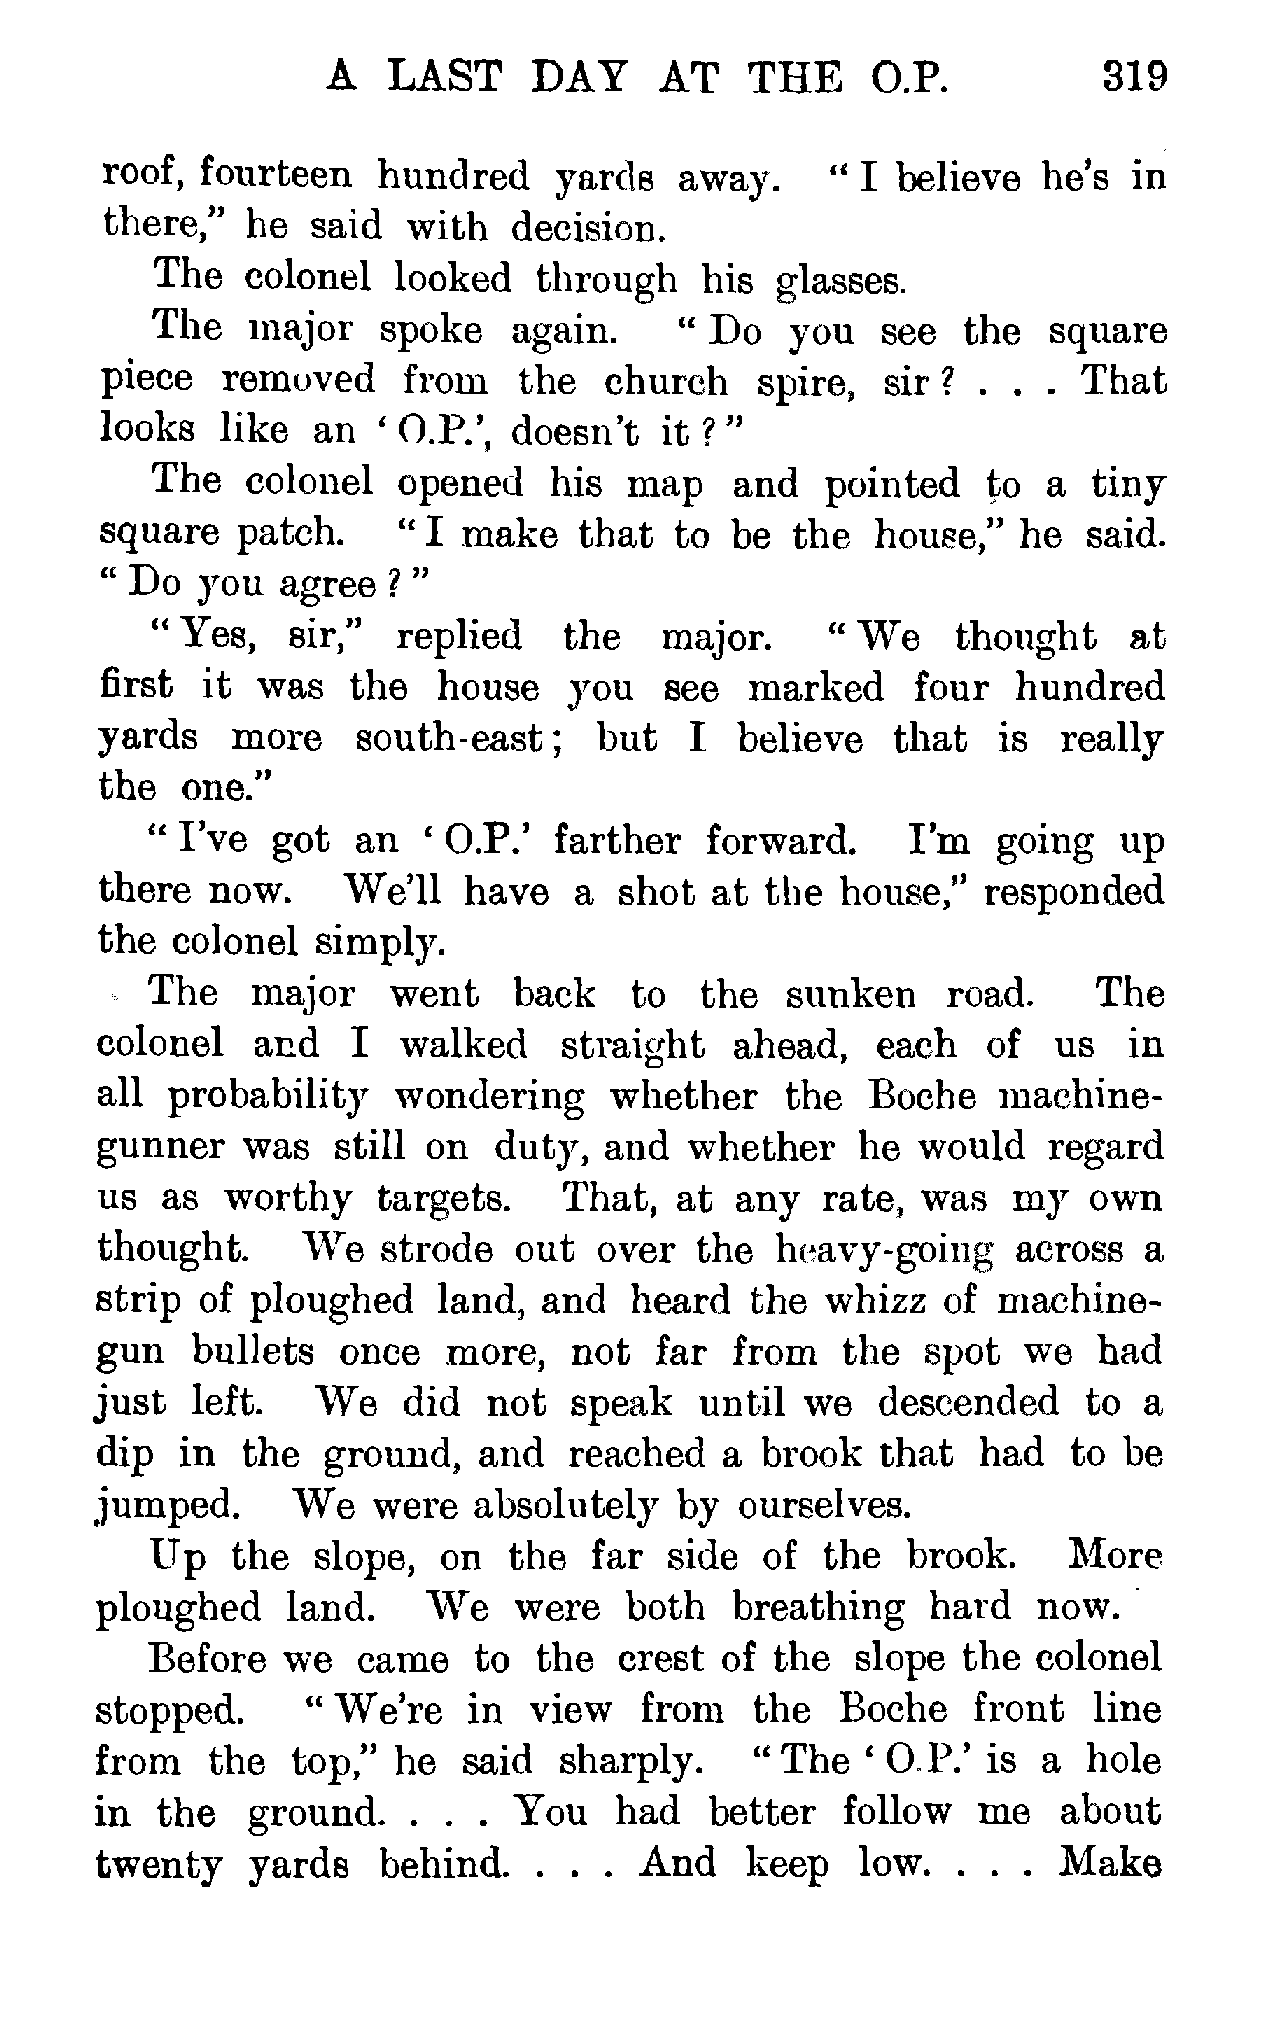 A LAST DAY AT THE O.P. 319
roof, fourteen hundred yards away. “ I believe he’s in
there,” he said with decision.
The colonel looked through his glasses.
The major spoke again. “ Do you see the square
piece removed from the church spire, sir ? . . . That
looks like an ‘ O.P.’, doesn’t it ? ”
The colonel opened his map and pointed to a tiny
square patch. “ I make that to be the house,” he said.
“ Do you agree ? ”
“ Yes, sir,” replied the major. “ We thought at
first it was the house you see marked four hundred
yards more south-east ; but I believe that is really
the one.”
“ I’ve got an ‘ O.P.’ farther forward. I’m going up
there now. We’ll have a shot at the house,” responded
the colonel simply.
The major went back to the sunken road. The
colonel and I walked straight ahead, each of us in
all probability wondering whether the Boche machine-
gunner was still on duty, and whether he would regard
us as worthy targets. That, at any rate, was my own
thought. We strode out over the heavy-going across a
strip of ploughed land, and heard the whizz of machine-
gun bullets once more, not far from the spot we had
just left. We did not speak until we descended to a
dip in the ground, and reached a brook that had to be
jumped. We were absolutely by ourselves.
Up the slope, on the far side of the brook. More
ploughed land. We were both breathing hard now.
Before we came to the crest of the slope the colonel
stopped. “ We’re in view from the Boche front line
from the top,” he said sharply. “ The ‘ O.P.’ is a hole
in the ground. . . . You had better follow me about
twenty yards behind. . . . And keep low. . . . Make